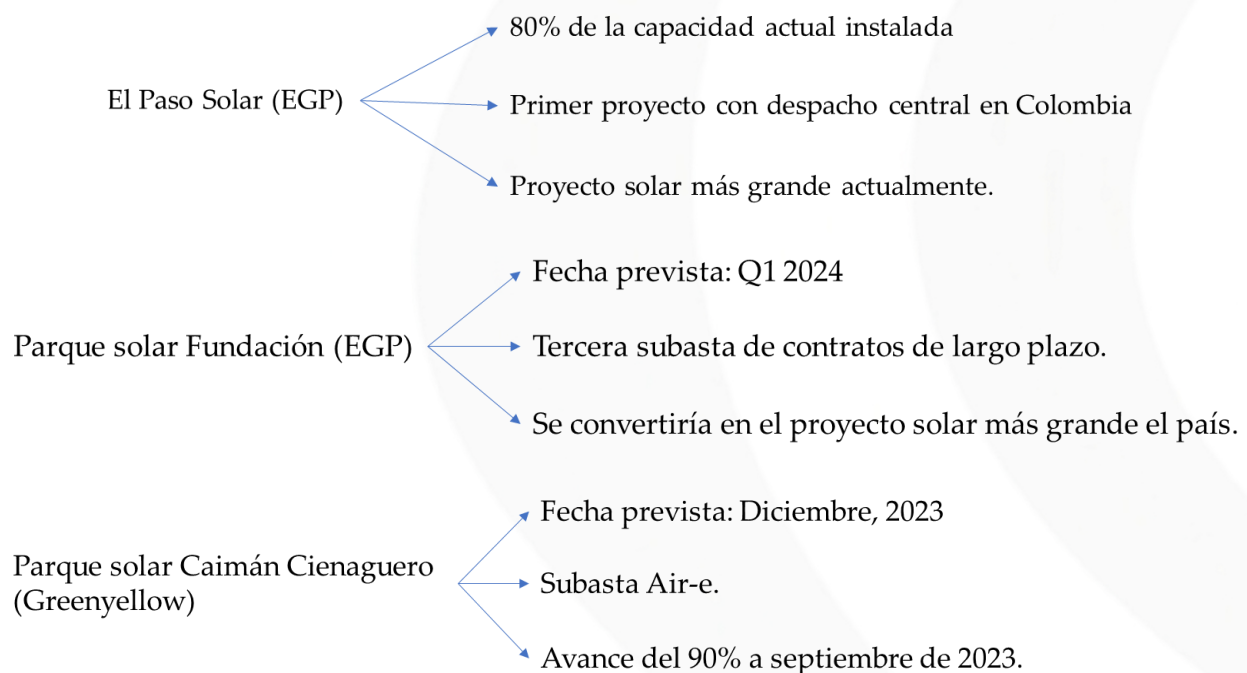 80% de la capacidad actual instalada
El Paso Solar (EGP)
Primer proyecto con despacho central en Colombia
Proyecto solar más grande actualmente.
Fecha prevista: Q1 2024
Parque solar Fundación (EGP)
Tercera subasta de contratos de largo plazo.
Se convertiría en el proyecto solar más grande el país.
Fecha prevista: Diciembre, 2023
Parque solar Caimán Cienaguero
(Greenyellow)
Subasta Air-e.
Avance del 90% a septiembre de 2023.